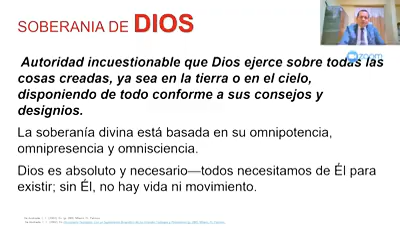 SOBERANIA DE DIOS
Autoridad incuestionable que Dios ejerce sobre todas las
cosas creadas, ya sea en la tierra o en el cielo,
disponiendo de todo conforme a sus consejos y
designios.
La soberanía divina está basada en su omnipotencia,
omnipresencia y omnisciencia.
Dios es absoluto y necesario—todos necesitamos de Él para
existir; sin Él, no hay vida ni movimiento.
zoom